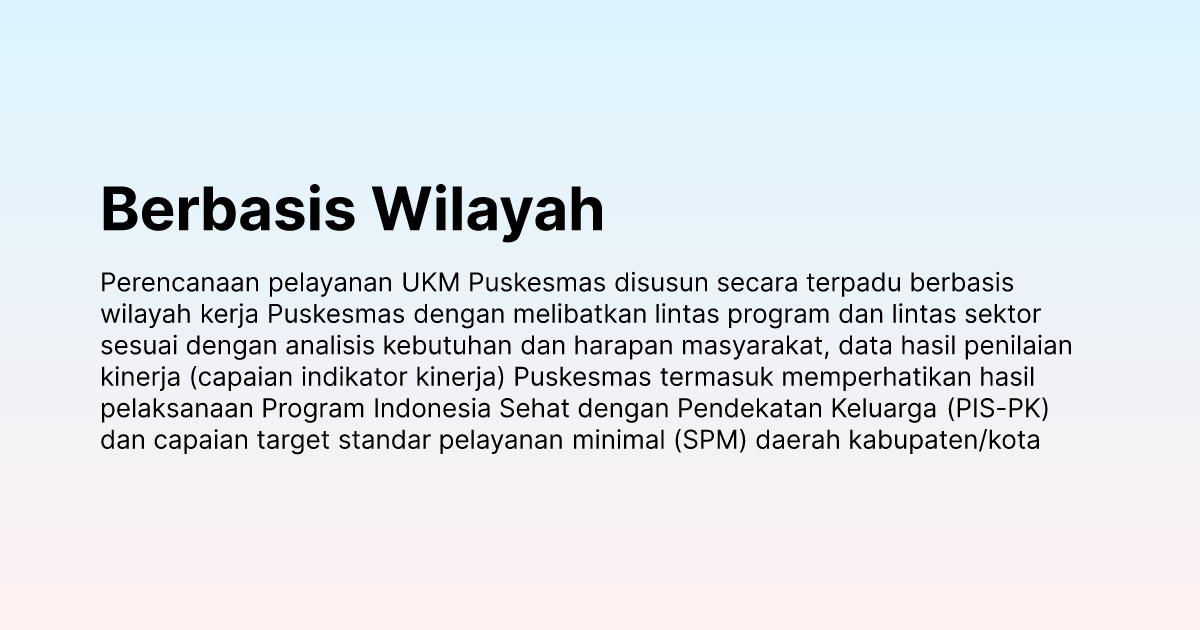 Berbasis Wilayah
Perencanaan pelayanan UKM Puskesmas disusun secara terpadu berbasis
wilayah kerja Puskesmas dengan melibatkan lintas program dan lintas sektor
sesuai dengan analisis kebutuhan dan harapan masyarakat, data hasil penilaian
kinerja (capaian indikator kinerja) Puskesmas termasuk memperhatikan hasil
pelaksanaan Program Indonesia Sehat dengan Pendekatan Keluarga (PIS-PK)
dan capaian target standar pelayanan minimal (SPM) daerah kabupaten/kota